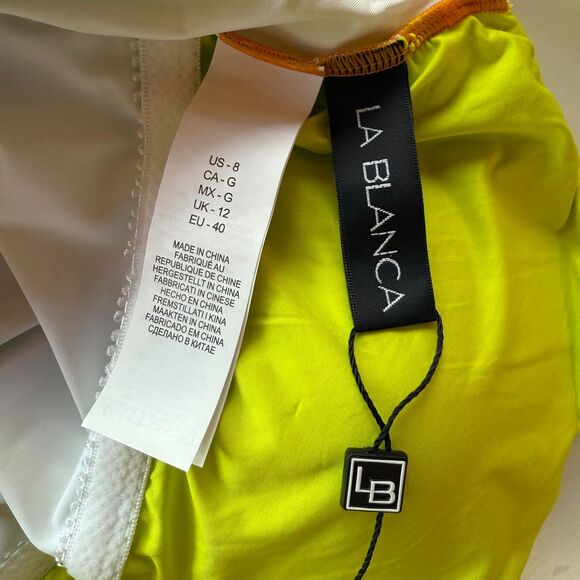 US - 8
CA - G
MX - G
UK - 12
EU - 40
MADE IN CHINA
FABRIQUÉ AU
REPUBLIQUE DE CHINE
HERGESTELLT IN CHINA
FABBRICATI IN CINESE
HECHO EN CHINA
FREMSTILLATI I KINA
MAAKTEN IN CHINA
FABRICADO EM CHINA
СДЕЛАНО В КИТАЕ
LA BLANCA
LB